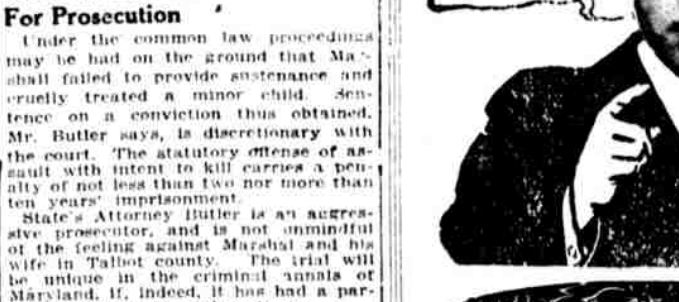 For Prosecution
Under the common law proceedings
may be had on the ground that Mar-
shall failed to provide sustenance and
cruelly treated a minor child. Sen-
tence on a conviction thus obtained,
Mr. Butler says, is discretionary with
the court. The statutory offense of as-
sault with intent to kill carries a pen-
alty of not less than two nor more than
ten years' imprisonment.
State's Attorney Butler is an aggres-
sive prosecutor, and is not unmindful
of the feeling against Marshal and his
wife in Talbot county. The trial will
be unique in the criminal annals of
Maryland, if, indeed, it has had a par-